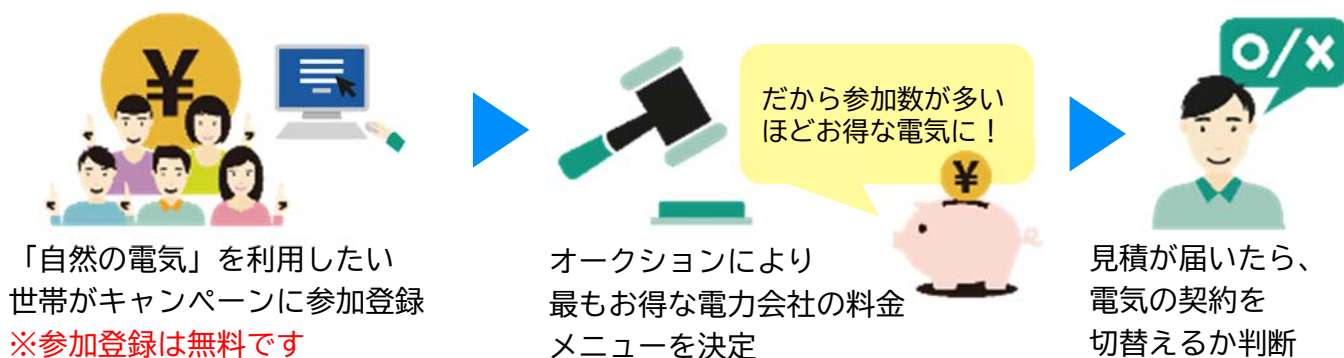 ¥
「自然の電気」を利用したい
世帯がキャンペーンに参加登録
※参加登録は無料です
だから参加数が多い
ほどお得な電気に！
¥
オークションにより
最もお得な電力会社の料金
メニューを決定
O/X
見積が届いたら、
電気の契約を
切替えるか判断